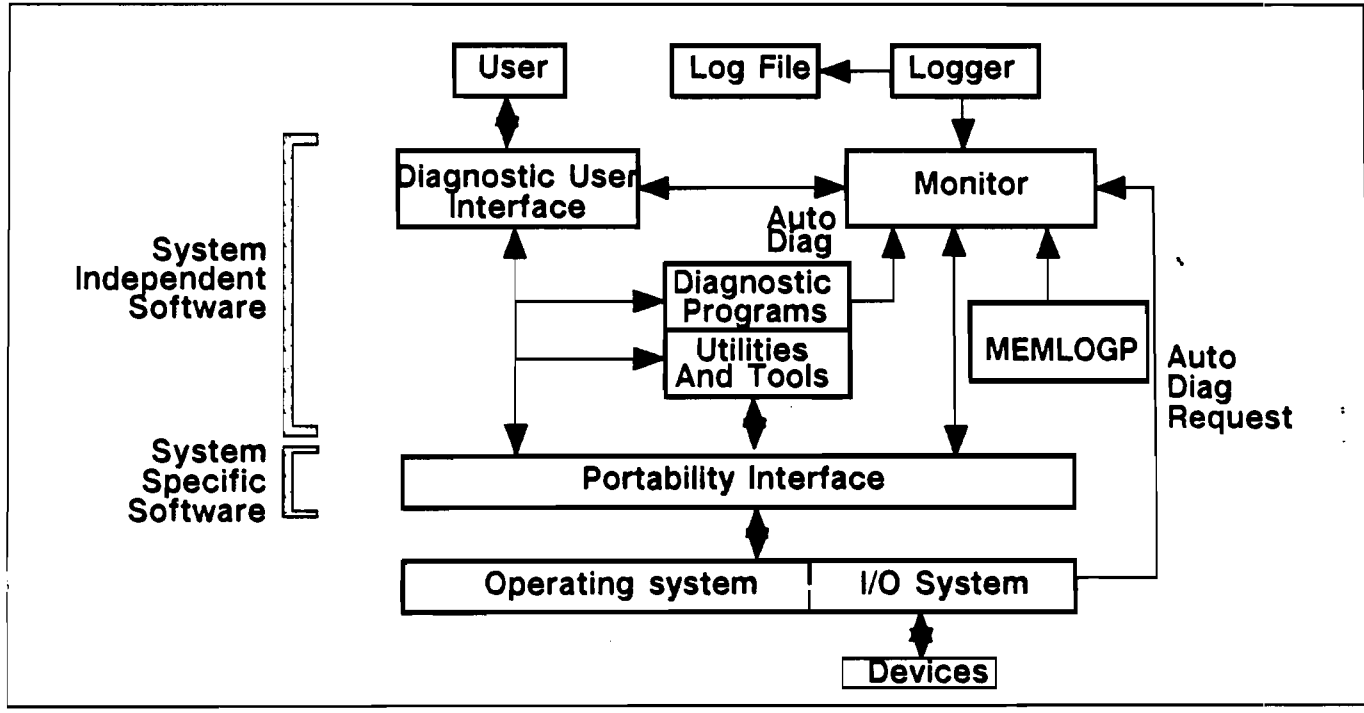 User
Log File
Logger
Diagnostic User
Interface
Monitor
Auto
Diag
System
Independent
Software
Diagnostic
Programs
Utilities
And Tools
MEMLOGP
Auto
Diag
Request
System
Specific
Software
Portability Interface
Operating system
I/O System
Devices